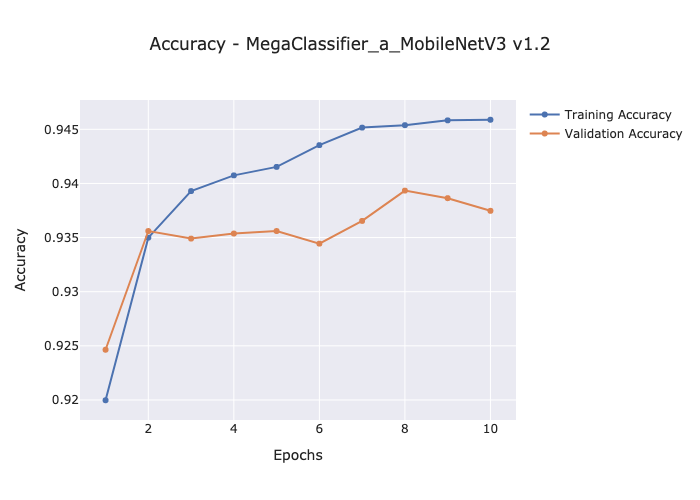 Accuracy - MegaClassifier_a_MobileNetV3 v1.2
Training Accuracy
Validation Accuracy
0.945
0.94
0.935
0.93
0.925
0.92
Accuracy
2 4 6 8 10
Epochs